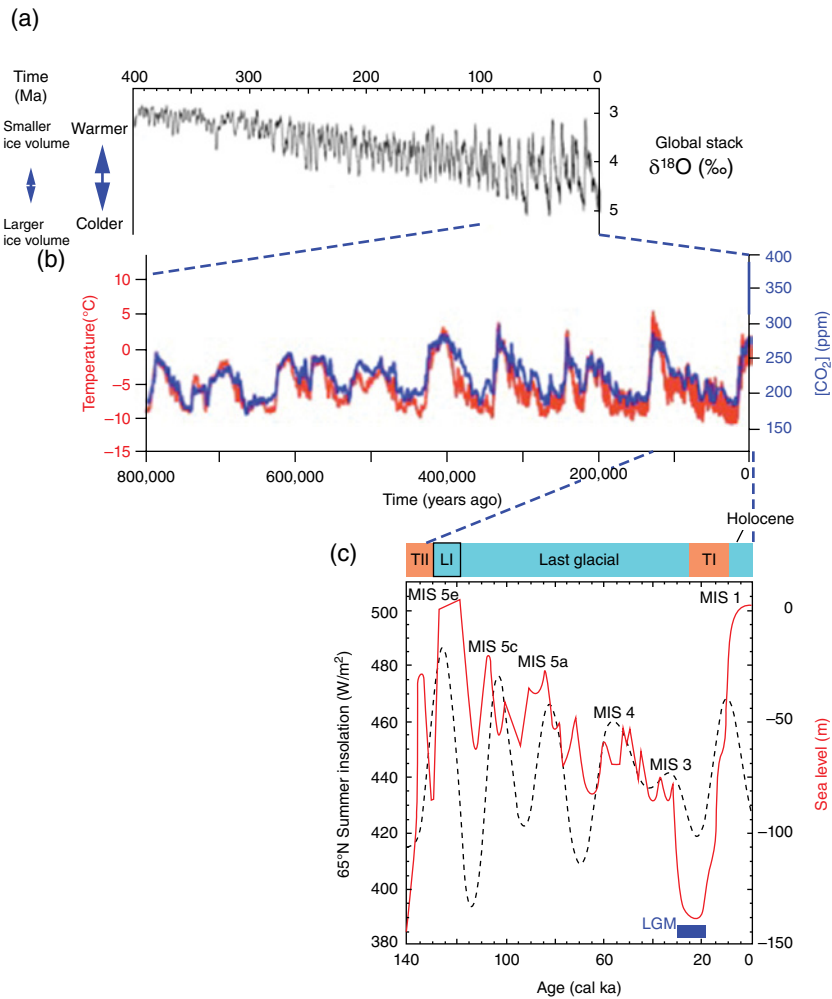 (a)
Time
(Ma)
400 300 200 100 0
Smaller
ice volume
Warmer
Larger
ice volume
Colder
3
4
5
Global stack
δ18O (‰)
(b)
Temperature(°C)
10
5
0
−5
−10
−15
400
350
300
250
200
150
[CO2] (ppm)
800,000 600,000 400,000 200,000 0
Time (years ago)
Holocene
(c)
TII LI Last glacial TI
MIS 5e
MIS 5c
MIS 5a
MIS 4
MIS 3
MIS 1
LGM
65°N Summer insolation (W/m2)
500
480
460
440
420
400
380
0
−50
−100
−150
Sea level (m)
140 100 60 20 0
Age (cal ka)